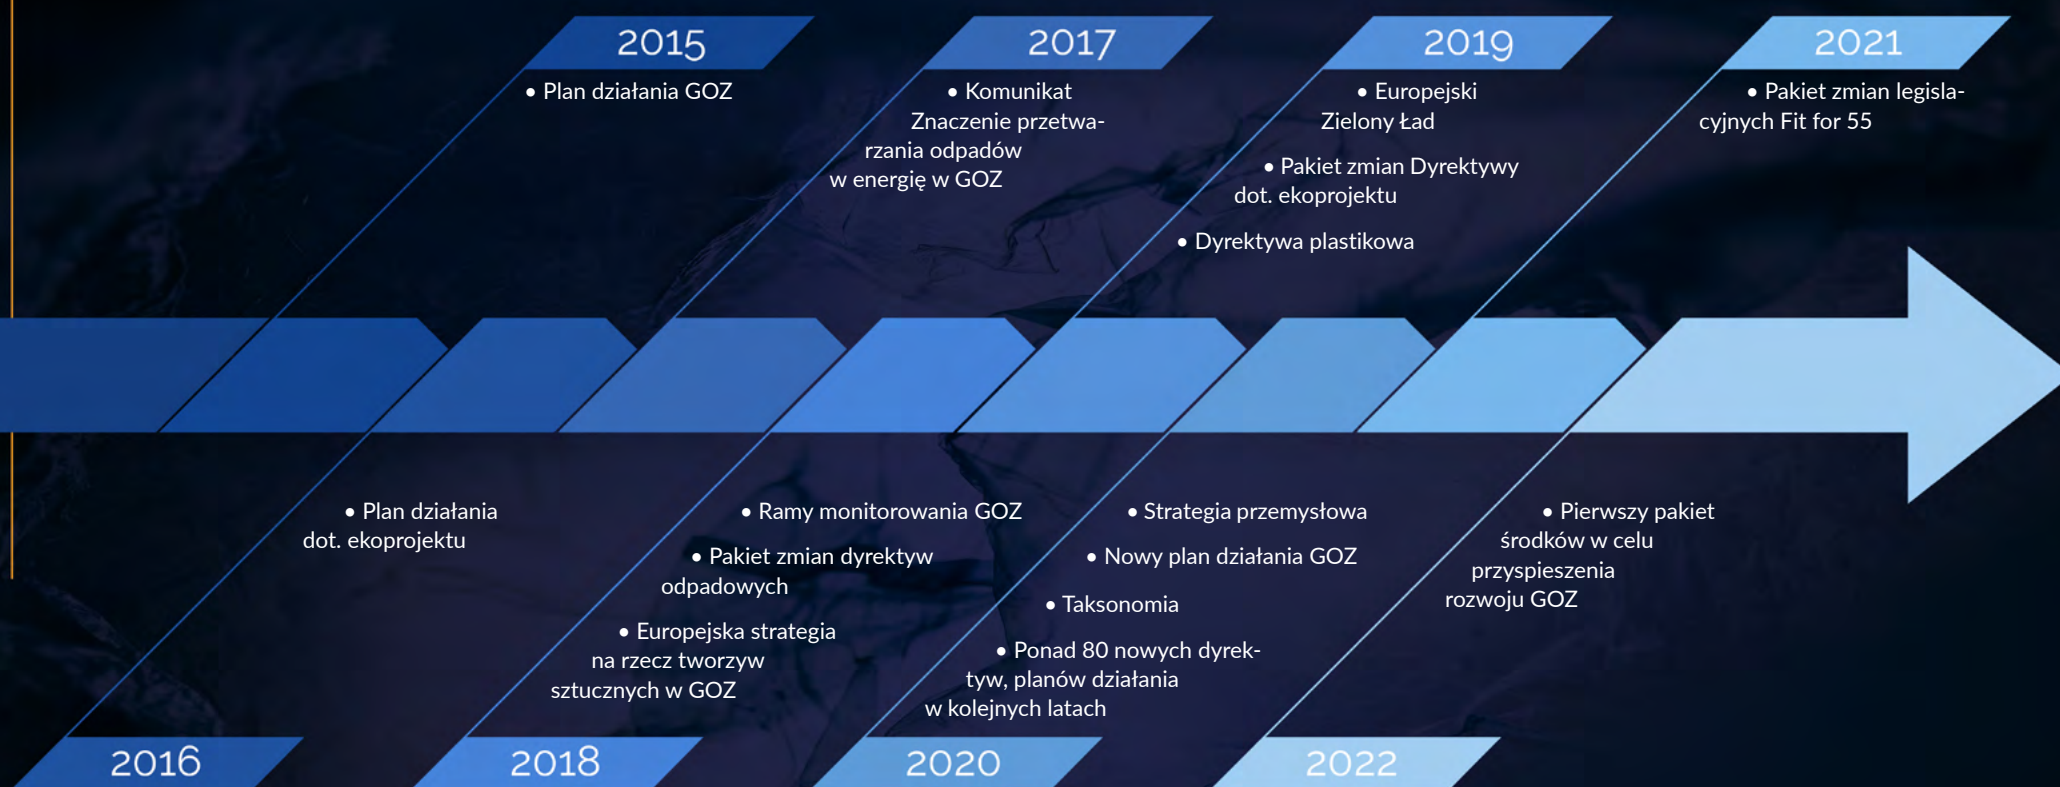 2015
• Plan działania GOZ
2017
• Komunikat
Znaczenie przetwa-
rzania odpadów
w energię w GOZ
2019
• Europejski
Zielony Ład
• Pakiet zmian Dyrektywy
dot. ekoprojektu
• Dyrektywa plastikowa
2021
• Pakiet zmian legisla-
cyjnych Fit for 55
• Plan działania
dot. ekoprojektu
2016
• Ramy monitorowania GOZ
• Pakiet zmian dyrektyw
odpadowych
• Europejska strategia
na rzecz tworzyw
sztucznych w GOZ
2018
• Strategia przemysłowa
• Nowy plan działania GOZ
• Taksonomia
• Ponad 80 nowych dyrek-
tyw, planów działania
w kolejnych latach
2020
• Pierwszy pakiet
środków w celu
przyspieszenia
rozwoju GOZ
2022